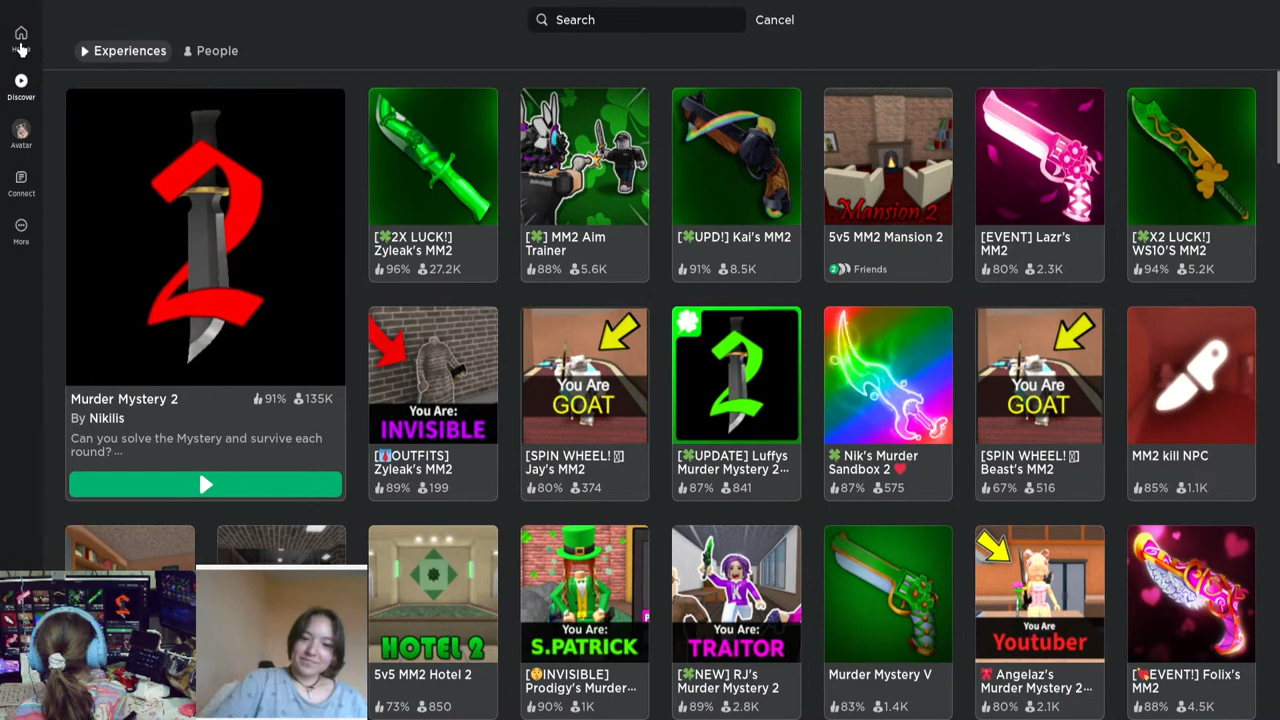 Search
Cancel
Experiences
People
Discover
Avatar
Connect
More
Murder Mystery 2
91% 135K
By Nikilis
Can you solve the Mystery and survive each
round? ...
[🍀2X LUCK!]
Zyleak's MM2
96% 27.2K
[🍀] MM2 Aim
Trainer
88% 5.6K
[🍀UPD!] Kai's MM2
91% 8.5K
Mansion 2
5v5 MM2 Mansion 2
2 Friends
[EVENT] Lazr's
MM2
80% 2.3K
[🍀X2 LUCK!]
WS10'S MM2
94% 5.2K
You Are:
INVISIBLE
OUTFITS]
Zyleak's MM2
89% 199
You Are
GOAT
[SPIN WHEEL! ]
Jay's MM2
80% 374
[🍀UPDATE] Luffys
Murder Mystery 2...
87% 841
🍀 Nik's Murder
Sandbox 2 ❤️
87% 575
You Are
GOAT
[SPIN WHEEL! ]
Beast's MM2
67% 516
MM2 kill NPC
85% 1.1K
HOTEL 2
5v5 MM2 Hotel 2
73% 850
You Are:
S.PATRICK
[INVISIBLE]
Prodigy's Murder...
90% 1K
You Are:
TRAITOR
[🍀NEW] RJ's
Murder Mystery 2
89% 2.8K
Murder Mystery V
83% 1.4K
You Are
Youtuber
🎀 Angelaz's
Murder Mystery 2...
80% 2.1K
[💘EVENT!] Folix's
MM2
88% 4.5K